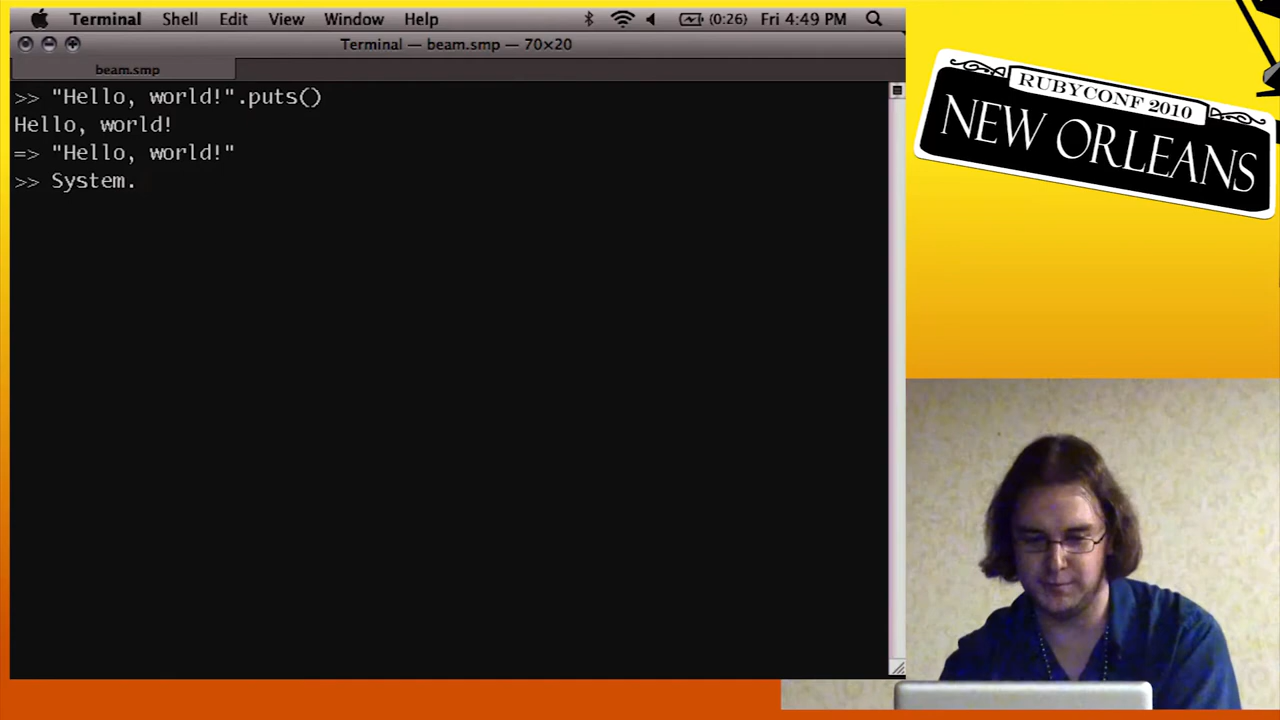 Terminal Shell Edit View Window Help (0:26) Fri 4:49 PM
Terminal — beam.smp — 70×20
beam.smp
>> "Hello, world!".puts()
Hello, world!
=> "Hello, world!"
>> System.
RUBYCONF 2010
NEW ORLEANS